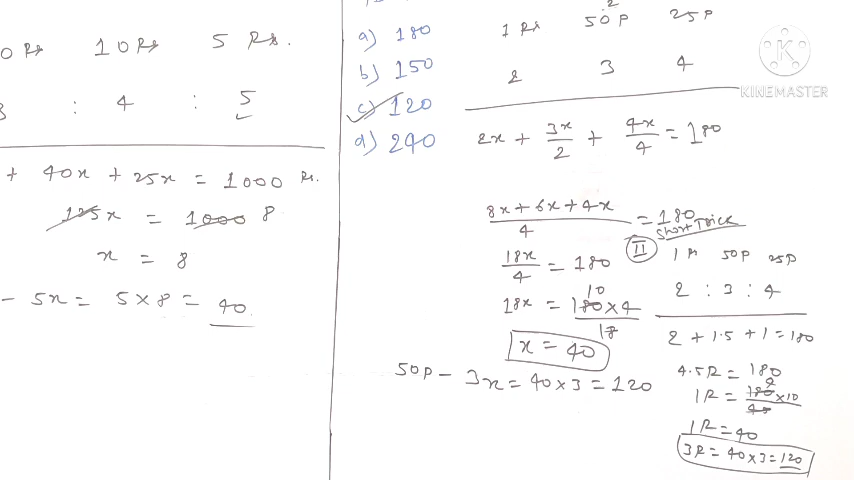 0 Rs 10 Rs 5 Rs.
3 : 4 : 5
+ 40x + 25x = 1000 Rs.
125x = 1000 8
x = 8
- 5x = 5 × 8 = 40
a) 180
b) 150
c) 120
d) 240
1 Rs 50p 25p
2 3 4
2x + 3x/2 + 4x/4 = 180
8x + 6x + 4x/4 = 180
18x/4 = 180
18x = 180 × 4/18 10
x = 40
50p - 3x = 40 × 3 = 120
Short Trick
II 1 R 50p 25p
2 : 3 : 4
2 + 1.5 + 1 = 180
4.5R = 180
1R = 180 × 10/45 2
1R = 40
3R = 40 × 3 = 120
KINEMASTER